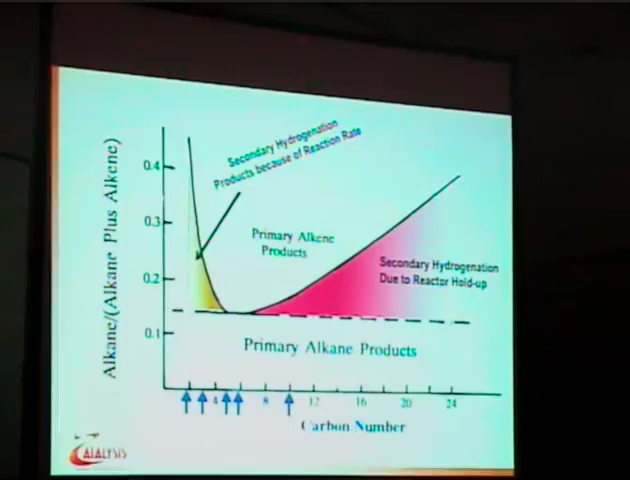 Secondary Hydrogenation
Products because of Reaction Rate
Alkane/(Alkane Plus Alkene)
0.4
0.3
0.2
0.1
Primary Alkene
Products
Secondary Hydrogenation
Due to Reactor Hold-up
Primary Alkane Products
4 8 12 16 20 24
Carbon Number
CATALYSIS